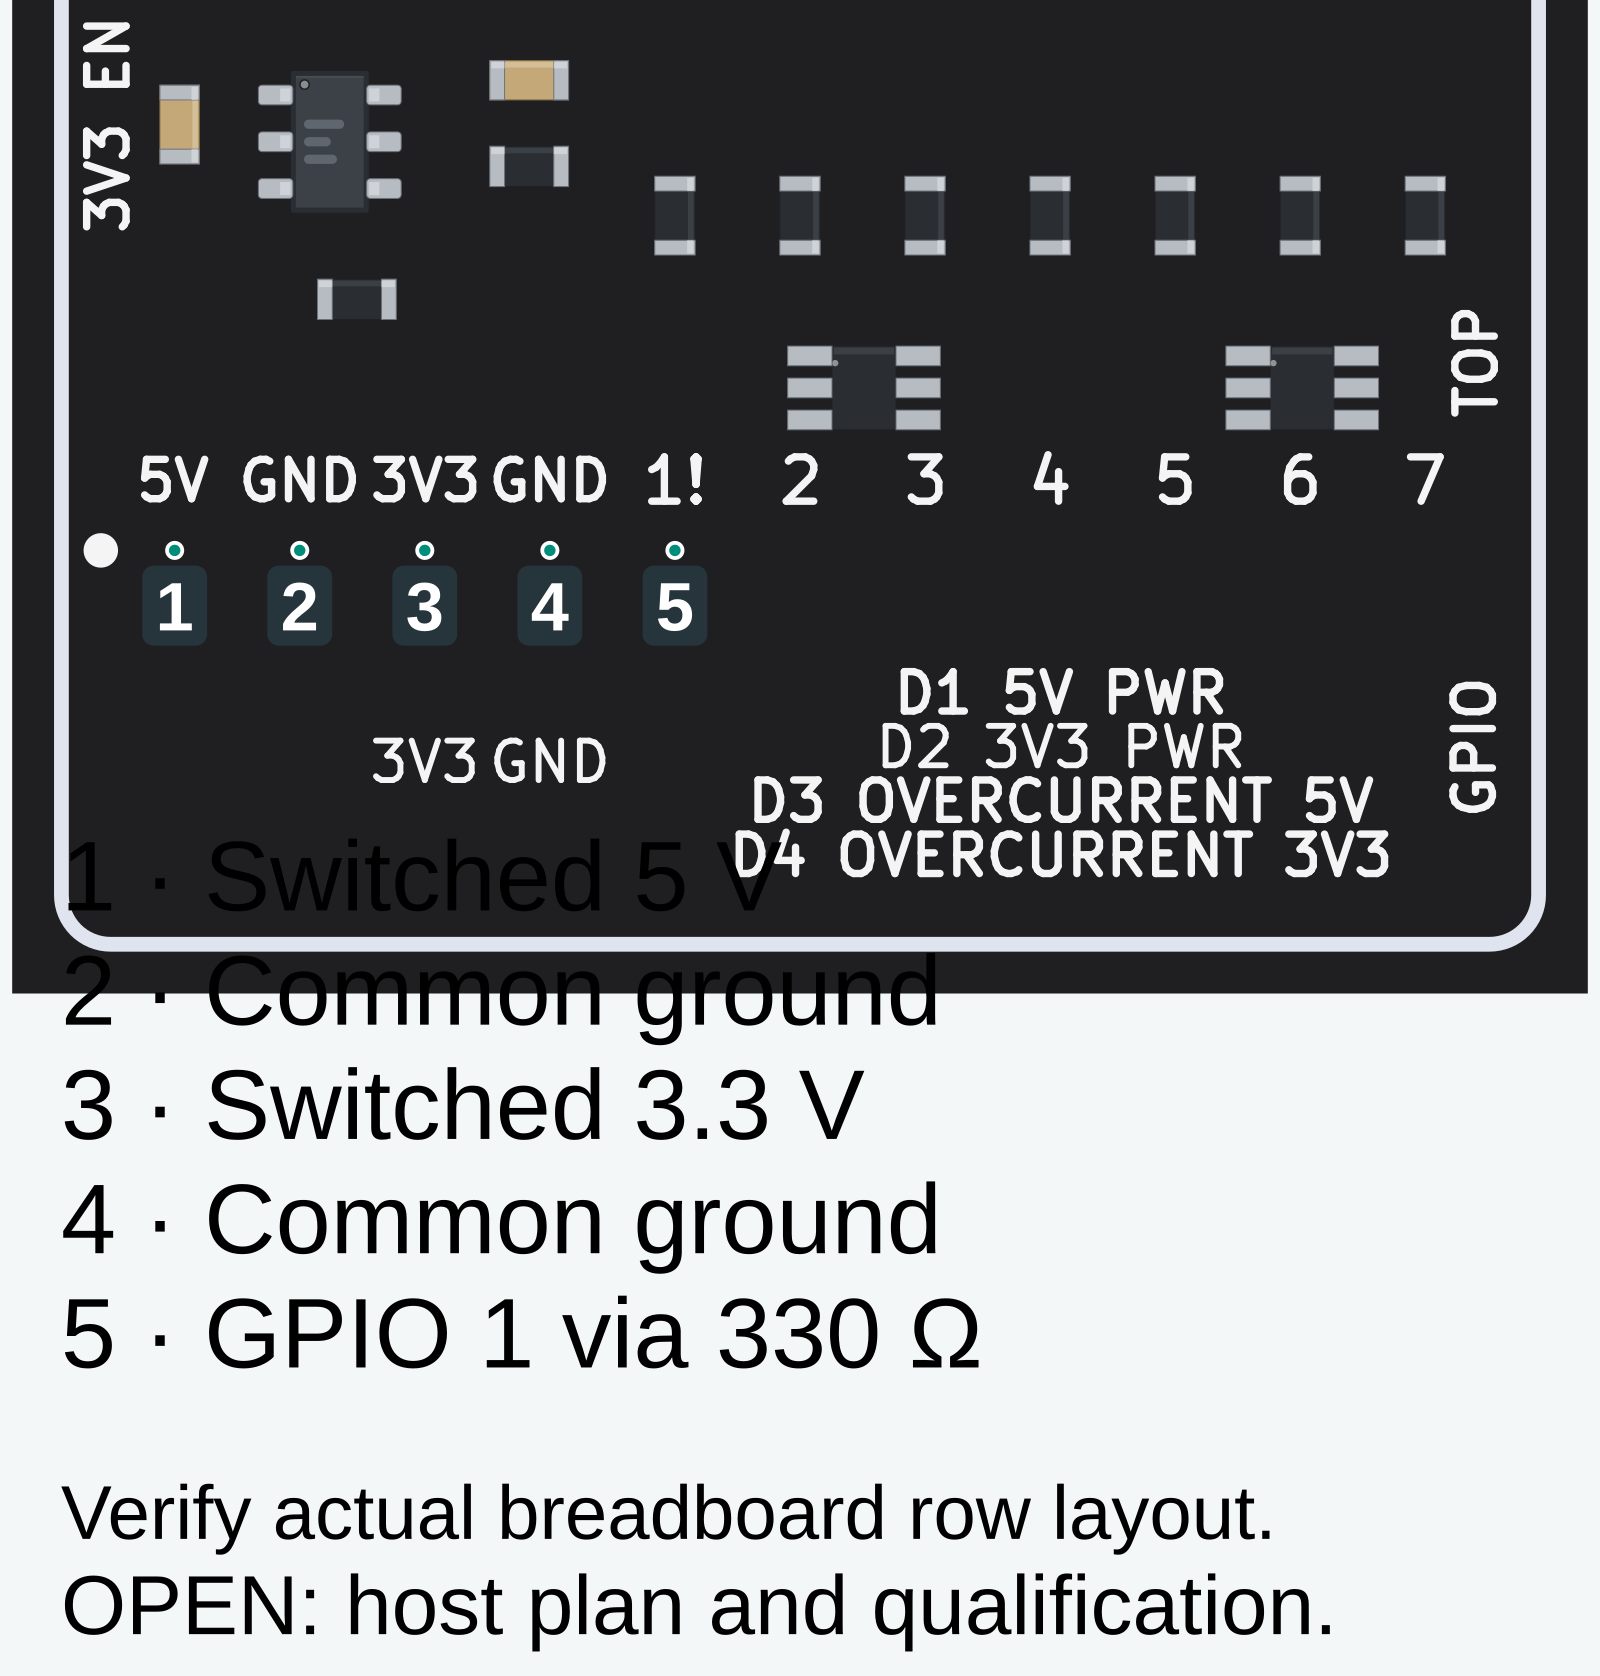 3V3 EN
TOP
5V GND 3V3 GND 1! 2 3 4 5 6 7
1 2 3 4 5
D1 5V PWR
D2 3V3 PWR
D3 OVERCURRENT 5V
D4 OVERCURRENT 3V3
GPIO
3V3 GND
1 · Switched 5 V
2 · Common ground
3 · Switched 3.3 V
4 · Common ground
5 · GPIO 1 via 330 Ω
Verify actual breadboard row layout.
OPEN: host plan and qualification.